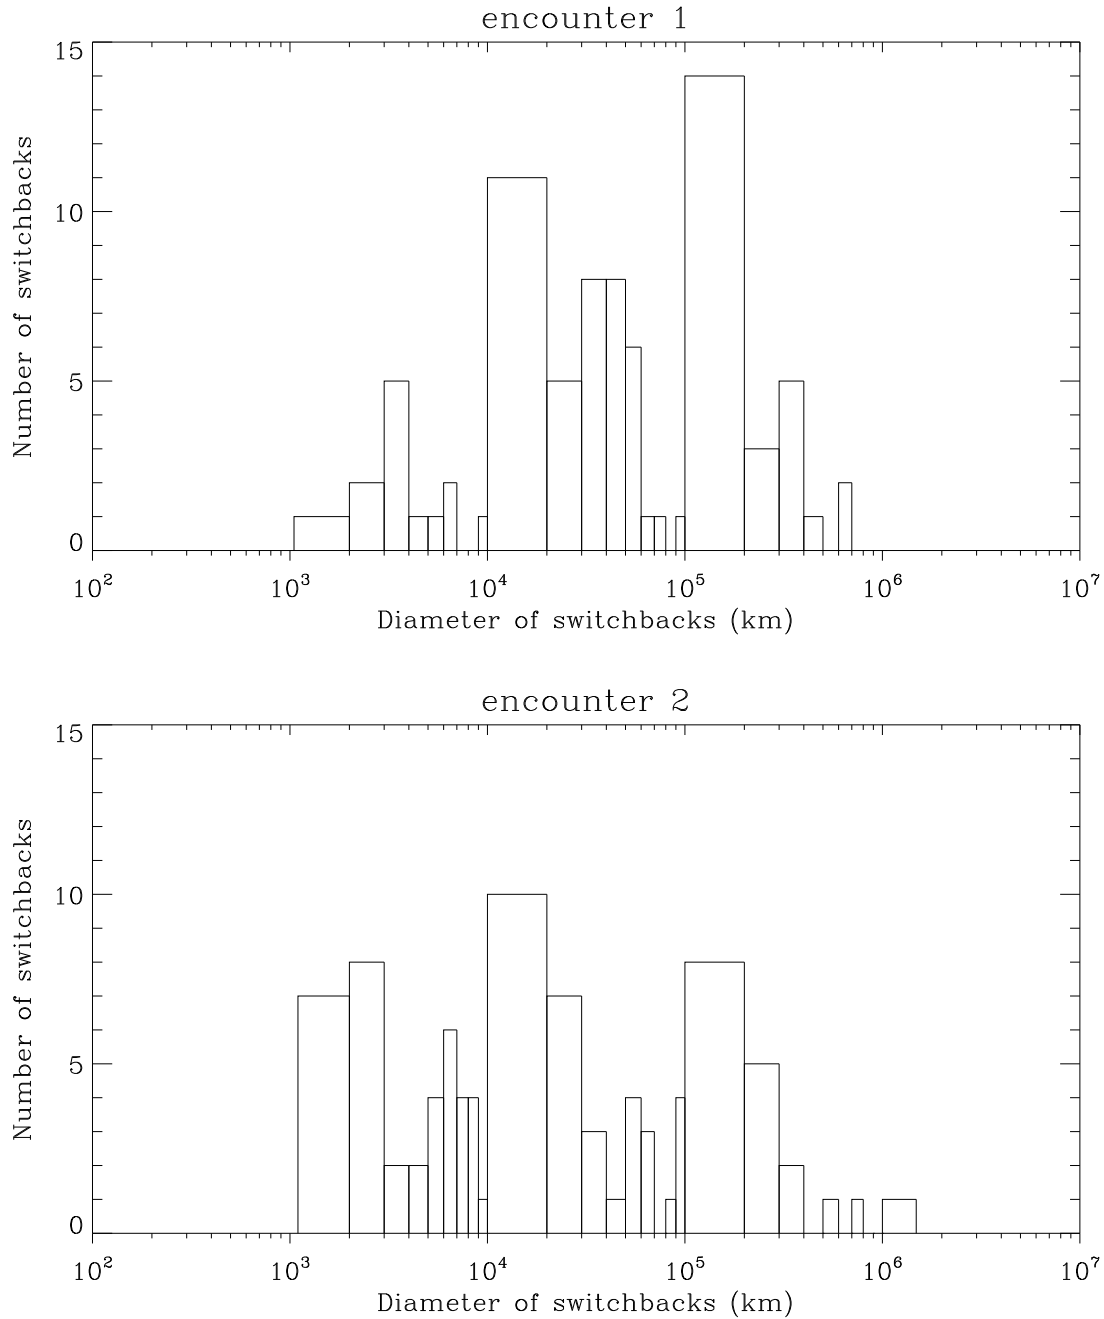 encounter 1
15
10
5
0
Number of switchbacks
10² 10³ 10⁴ 10⁵ 10⁶ 10⁷
Diameter of switchbacks (km)
encounter 2
15
10
5
0
Number of switchbacks
10² 10³ 10⁴ 10⁵ 10⁶ 10⁷
Diameter of switchbacks (km)